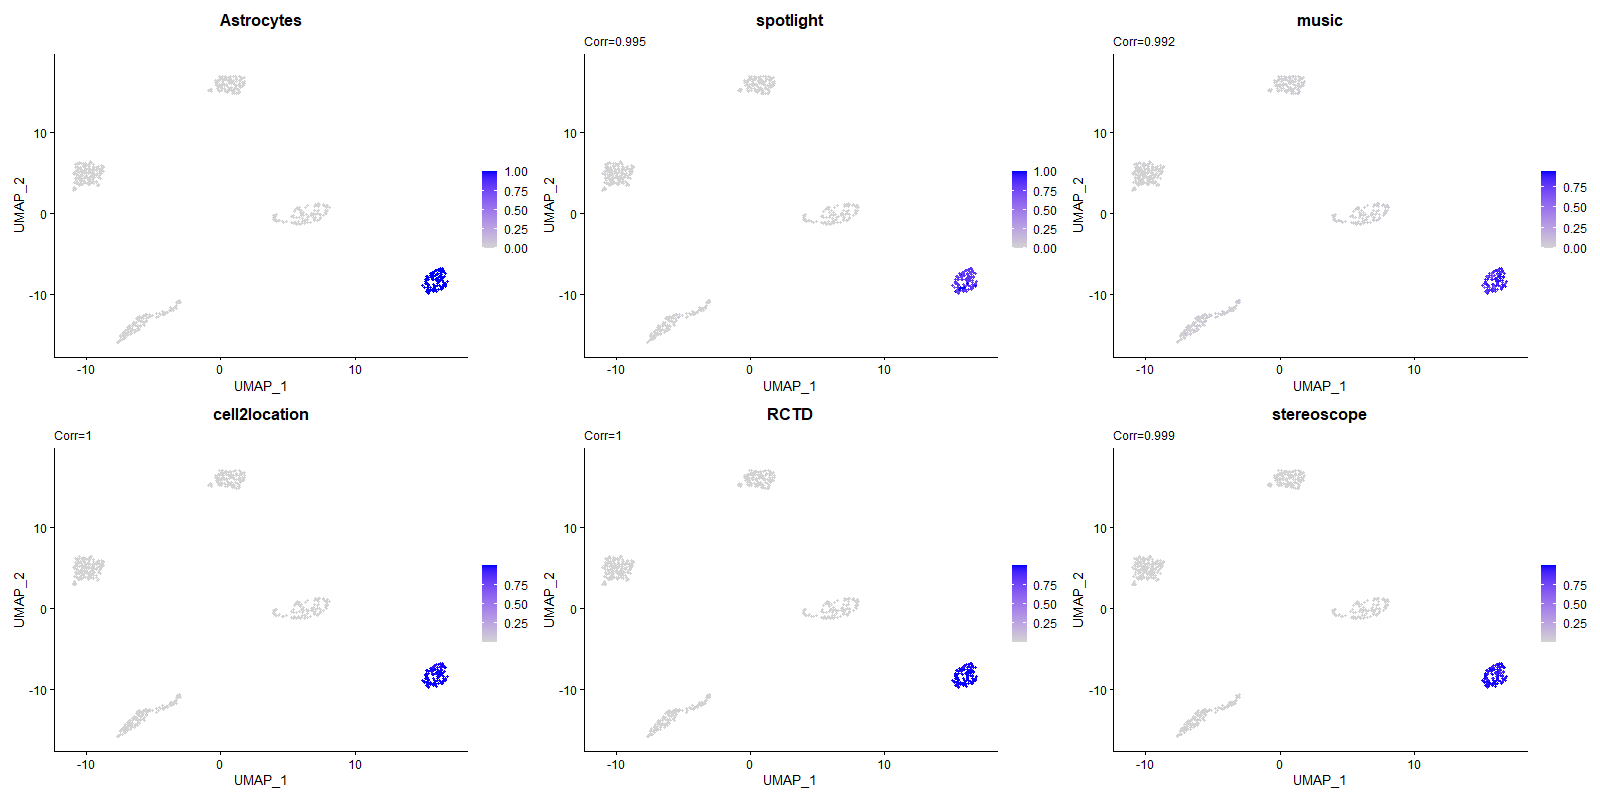 Astrocytes
UMAP_2
10
0
-10
-10
0
10
UMAP_1
1.00
0.75
0.50
0.25
0.00
spotlight
Corr=0.995
UMAP_2
10
0
-10
-10
0
10
UMAP_1
1.00
0.75
0.50
0.25
0.00
music
Corr=0.992
UMAP_2
10
0
-10
-10
0
10
UMAP_1
0.75
0.50
0.25
0.00
cell2location
Corr=1
UMAP_2
10
0
-10
-10
0
10
UMAP_1
0.75
0.50
0.25
RCTD
Corr=1
UMAP_2
10
0
-10
-10
0
10
UMAP_1
0.75
0.50
0.25
stereoscope
Corr=0.999
UMAP_2
10
0
-10
-10
0
10
UMAP_1
0.75
0.50
0.25